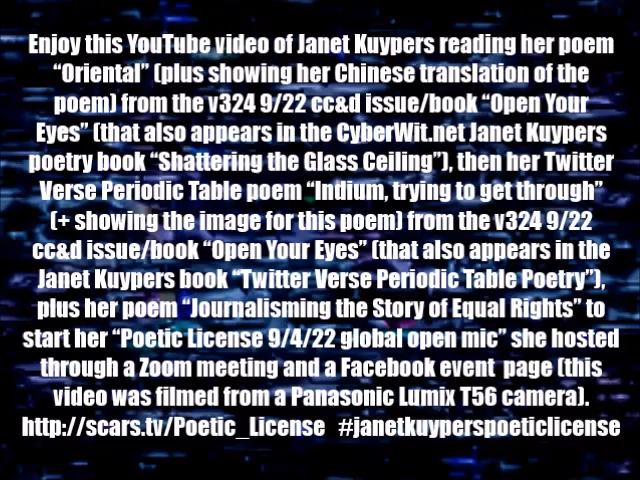 Enjoy this YouTube video of Janet Kuypers reading her poem
“Oriental” (plus showing her Chinese translation of the
poem) from the v324 9/22 cc&d issue/book “Open Your
Eyes” (that also appears in the CyberWit.net Janet Kuypers
poetry book “Shattering the Glass Ceiling”), then her Twitter
Verse Periodic Table poem “Indium, trying to get through”
(+ showing the image for this poem) from the v324 9/22
cc&d issue/book “Open Your Eyes” (that also appears in the
Janet Kuypers book “Twitter Verse Periodic Table Poetry”),
plus her poem “Journalisming the Story of Equal Rights” to
start her “Poetic License 9/4/22 global open mic” she hosted
through a Zoom meeting and a Facebook event  page (this
video was filmed from a Panasonic Lumix T56 camera).
http://scars.tv/Poetic_License   #janetkuyperspoeticlicense